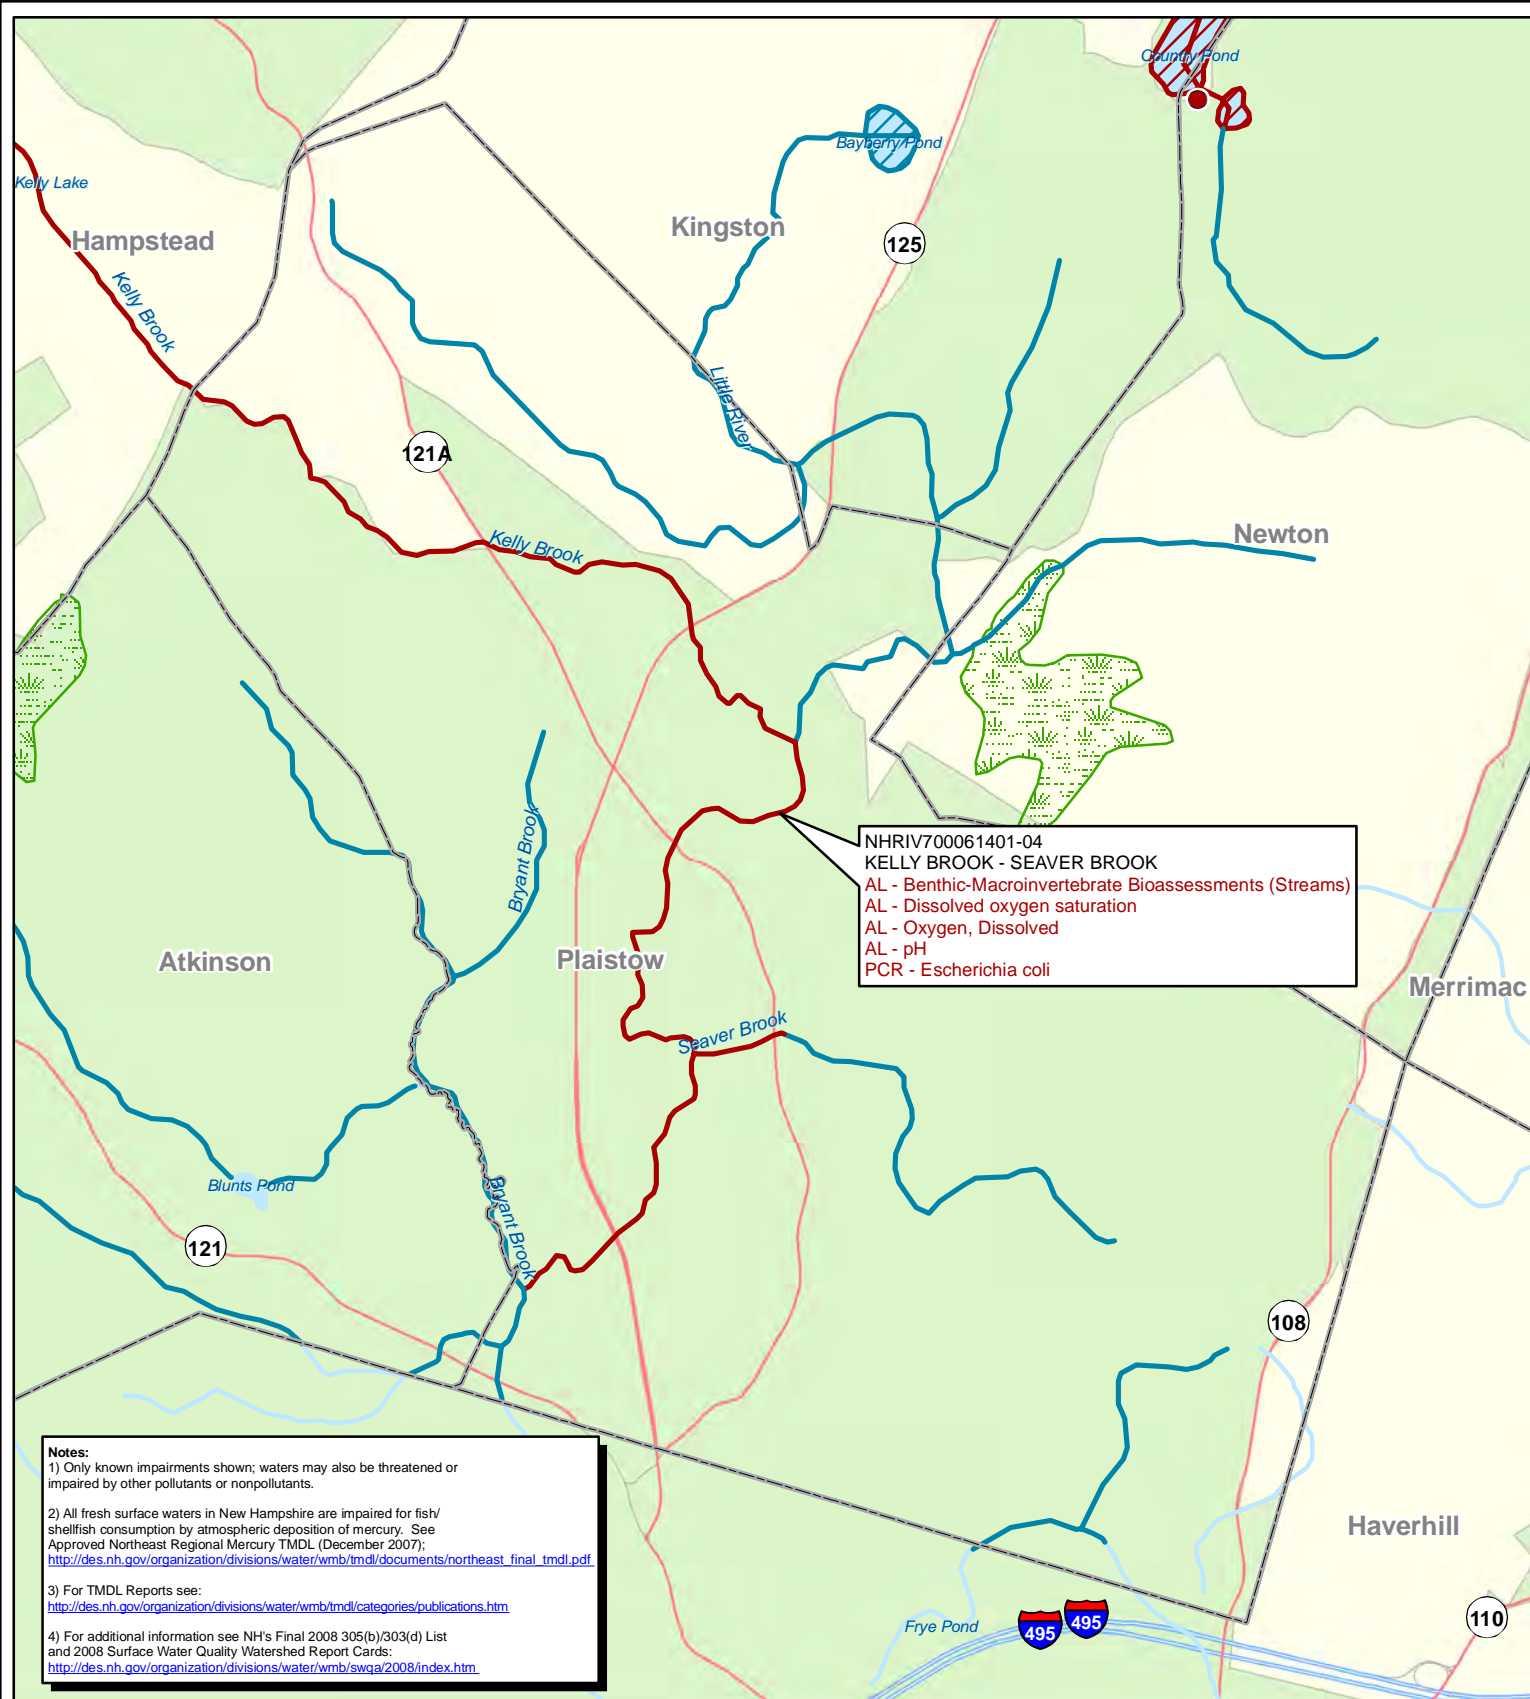 Country Pond
Bayberry Pond
Kelly Lake
Hampstead
Kingston
125
Kelly Brook
Little River
121A
Kelly Brook
Newton
Bryant Brook
NHRIV700061401-04
KELLY BROOK - SEAVER BROOK
AL - Benthic-Macroinvertebrate Bioassessments (Streams)
AL - Dissolved oxygen saturation
AL - Oxygen, Dissolved
AL - pH
PCR - Escherichia coli
Atkinson
Plaistow
Merrimac
Seaver Brook
Blunts Pond
Bryant Brook
121
108
Notes:
1) Only known impairments shown; waters may also be threatened or
impaired by other pollutants or nonpollutants.
2) All fresh surface waters in New Hampshire are impaired for fish/
shellfish consumption by atmospheric deposition of mercury. See
Approved Northeast Regional Mercury TMDL (December 2007);
http://des.nh.gov/organization/divisions/water/wmb/tmdl/documents/northeast_final_tmdl.pdf
3) For TMDL Reports see:
http://des.nh.gov/organization/divisions/water/wmb/tmdl/categories/publications.htm
4) For additional information see NH's Final 2008 305(b)/303(d) List
and 2008 Surface Water Quality Watershed Report Cards:
http://des.nh.gov/organization/divisions/water/wmb/swqa/2008/index.htm
Haverhill
Frye Pond
495
495
110